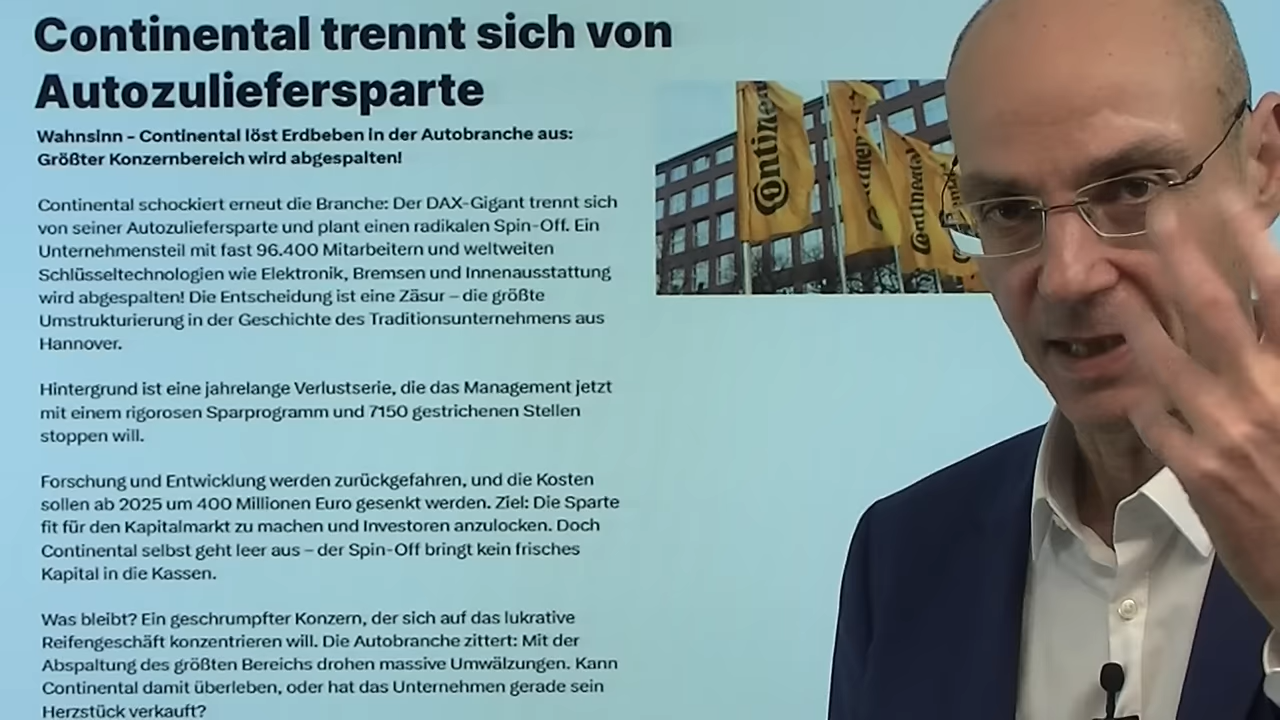 Continental trennt sich von
Autozuliefersparte
Wahnsinn – Continental löst Erdbeben in der Autobranche aus:
Größter Konzernbereich wird abgespalten!
Continental schockiert erneut die Branche: Der DAX-Gigant trennt sich
von seiner Autozuliefersparte und plant einen radikalen Spin-Off. Ein
Unternehmensteil mit fast 96.400 Mitarbeitern und weltweiten
Schlüsseltechnologien wie Elektronik, Bremsen und Innenausstattung
wird abgespalten! Die Entscheidung ist eine Zäsur – die größte
Umstrukturierung in der Geschichte des Traditionsunternehmens aus
Hannover.
Hintergrund ist eine jahrelange Verlustserie, die das Management jetzt
mit einem rigorosen Sparprogramm und 7150 gestrichenen Stellen
stoppen will.
Forschung und Entwicklung werden zurückgefahren, und die Kosten
sollen ab 2025 um 400 Millionen Euro gesenkt werden. Ziel: Die Sparte
fit für den Kapitalmarkt zu machen und Investoren anzulocken. Doch
Continental selbst geht leer aus – der Spin-Off bringt kein frisches
Kapital in die Kassen.
Was bleibt? Ein geschrumpfter Konzern, der sich auf das lukrative
Reifengeschäft konzentrieren will. Die Autobranche zittert: Mit der
Abspaltung des größten Bereichs drohen massive Umwälzungen. Kann
Continental damit überleben, oder hat das Unternehmen gerade sein
Herzstück verkauft?
Continental
Continental
Continental